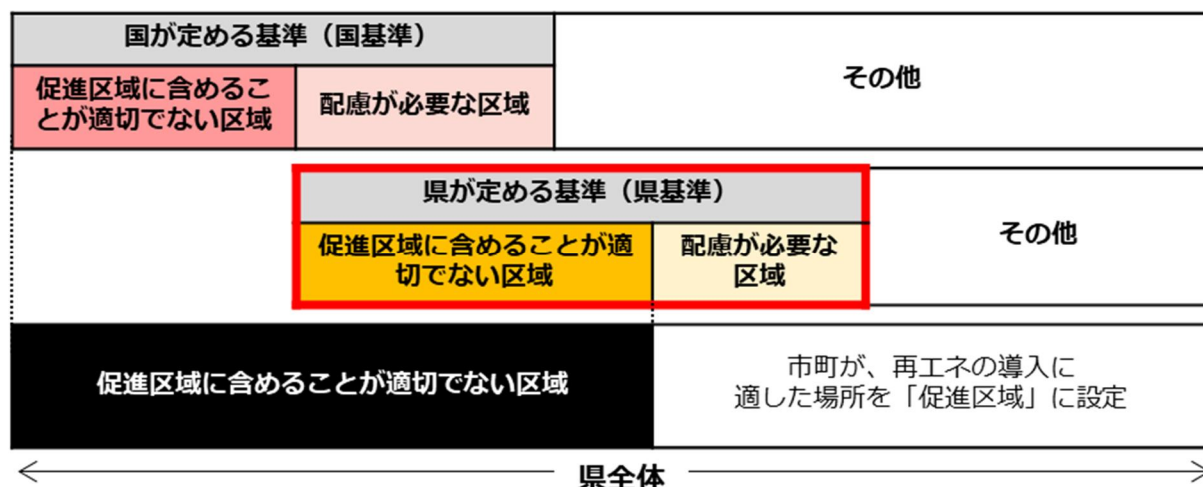 国が定める基準（国基準）
促進区域に含めるこ
とが適切でない区域
配慮が必要な区域
その他
県が定める基準（県基準）
促進区域に含めることが適
切でない区域
配慮が必要な
区域
その他
促進区域に含めることが適切でない区域
市町が、再エネの導入に
適した場所を「促進区域」に設定
県全体